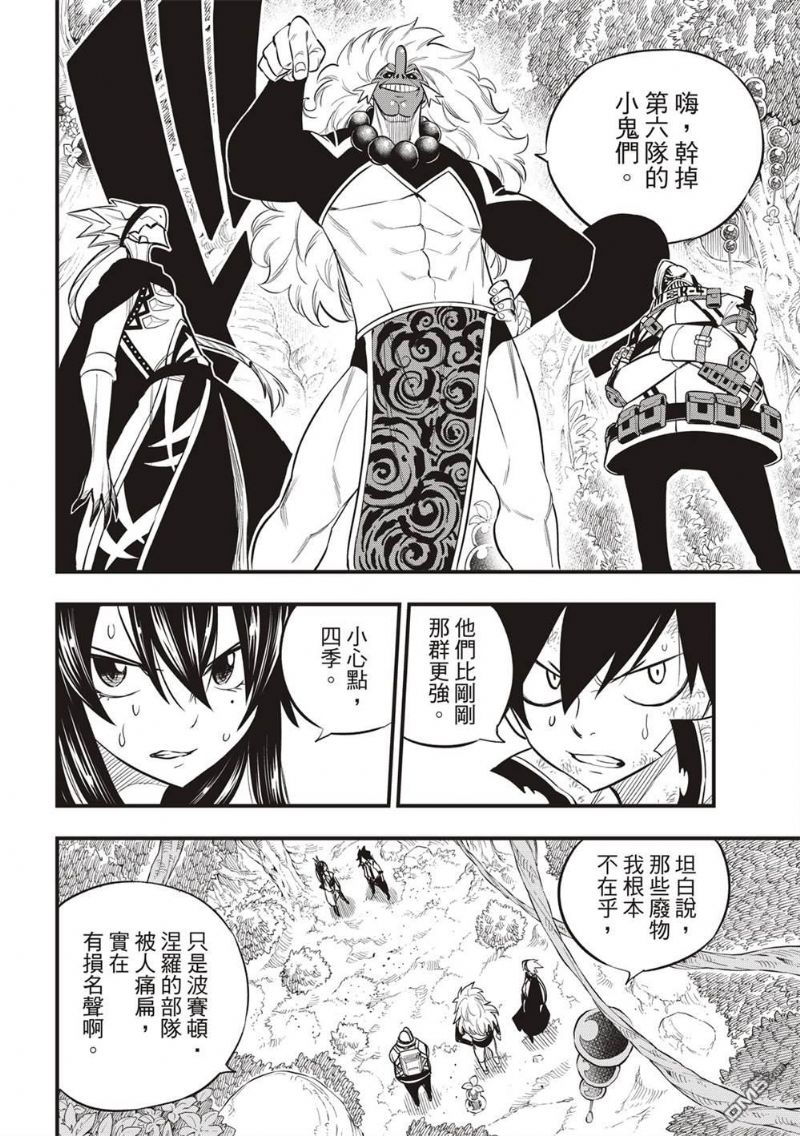 嗨，幹掉
第六隊的
小鬼們。
他們比剛剛
那群更強。
小心點，
四季。
坦白說，
那些廢物
我根本
不在乎，
只是波賽頓·
涅羅的部隊
被人痛扁，
實在
有損名聲啊。